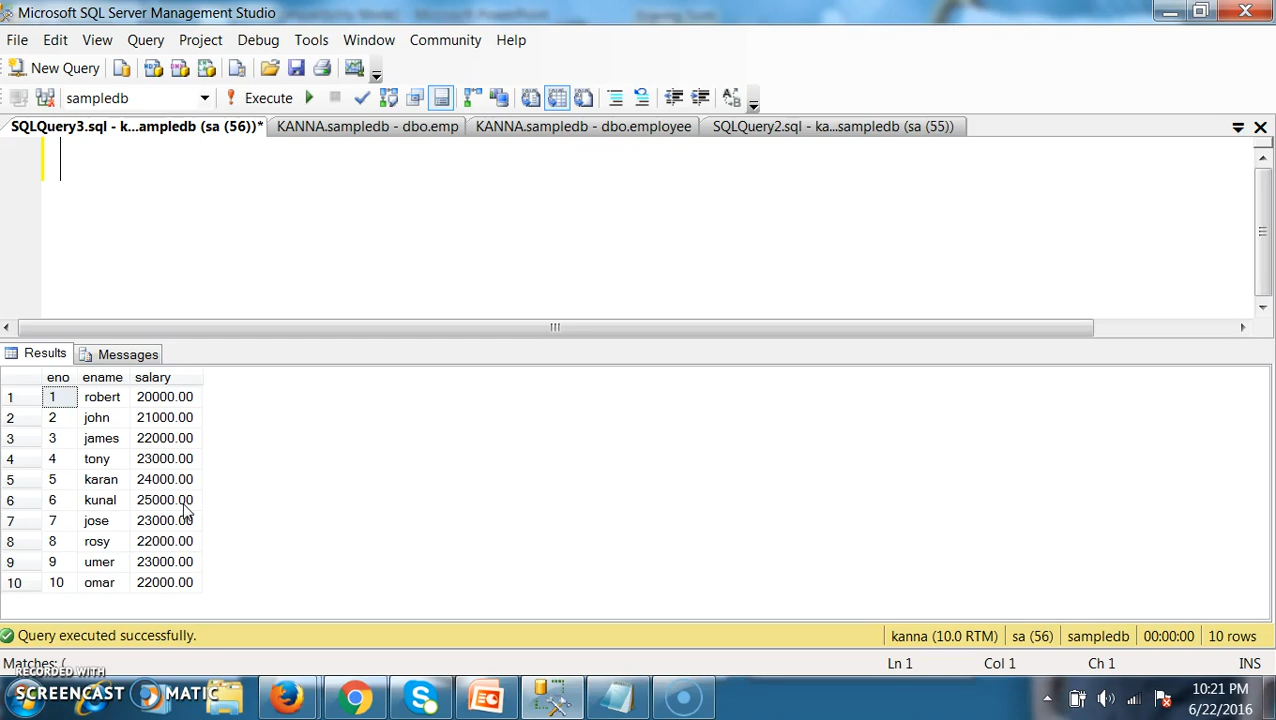 Microsoft SQL Server Management Studio
File Edit View Query Project Debug Tools Window Community Help
New Query
sampledb Execute
SQLQuery3.sql - k...ampledb (sa (56))* KANNA.sampledb - dbo.emp KANNA.sampledb - dbo.employee SQLQuery2.sql - ka...sampledb (sa (55))
Results Messages
eno ename salary
1 1 robert 20000.00
2 2 john 21000.00
3 3 james 22000.00
4 4 tony 23000.00
5 5 karan 24000.00
6 6 kunal 25000.00
7 7 jose 23000.00
8 8 rosy 22000.00
9 9 umer 23000.00
10 10 omar 22000.00
Query executed successfully. kanna (10.0 RTM) sa (56) sampledb 00:00:00 10 rows
Matches: ( Ln 1 Col 1 Ch 1 INS
RECORDED WITH
SCREENCAST MATIC
10:21 PM
6/22/2016